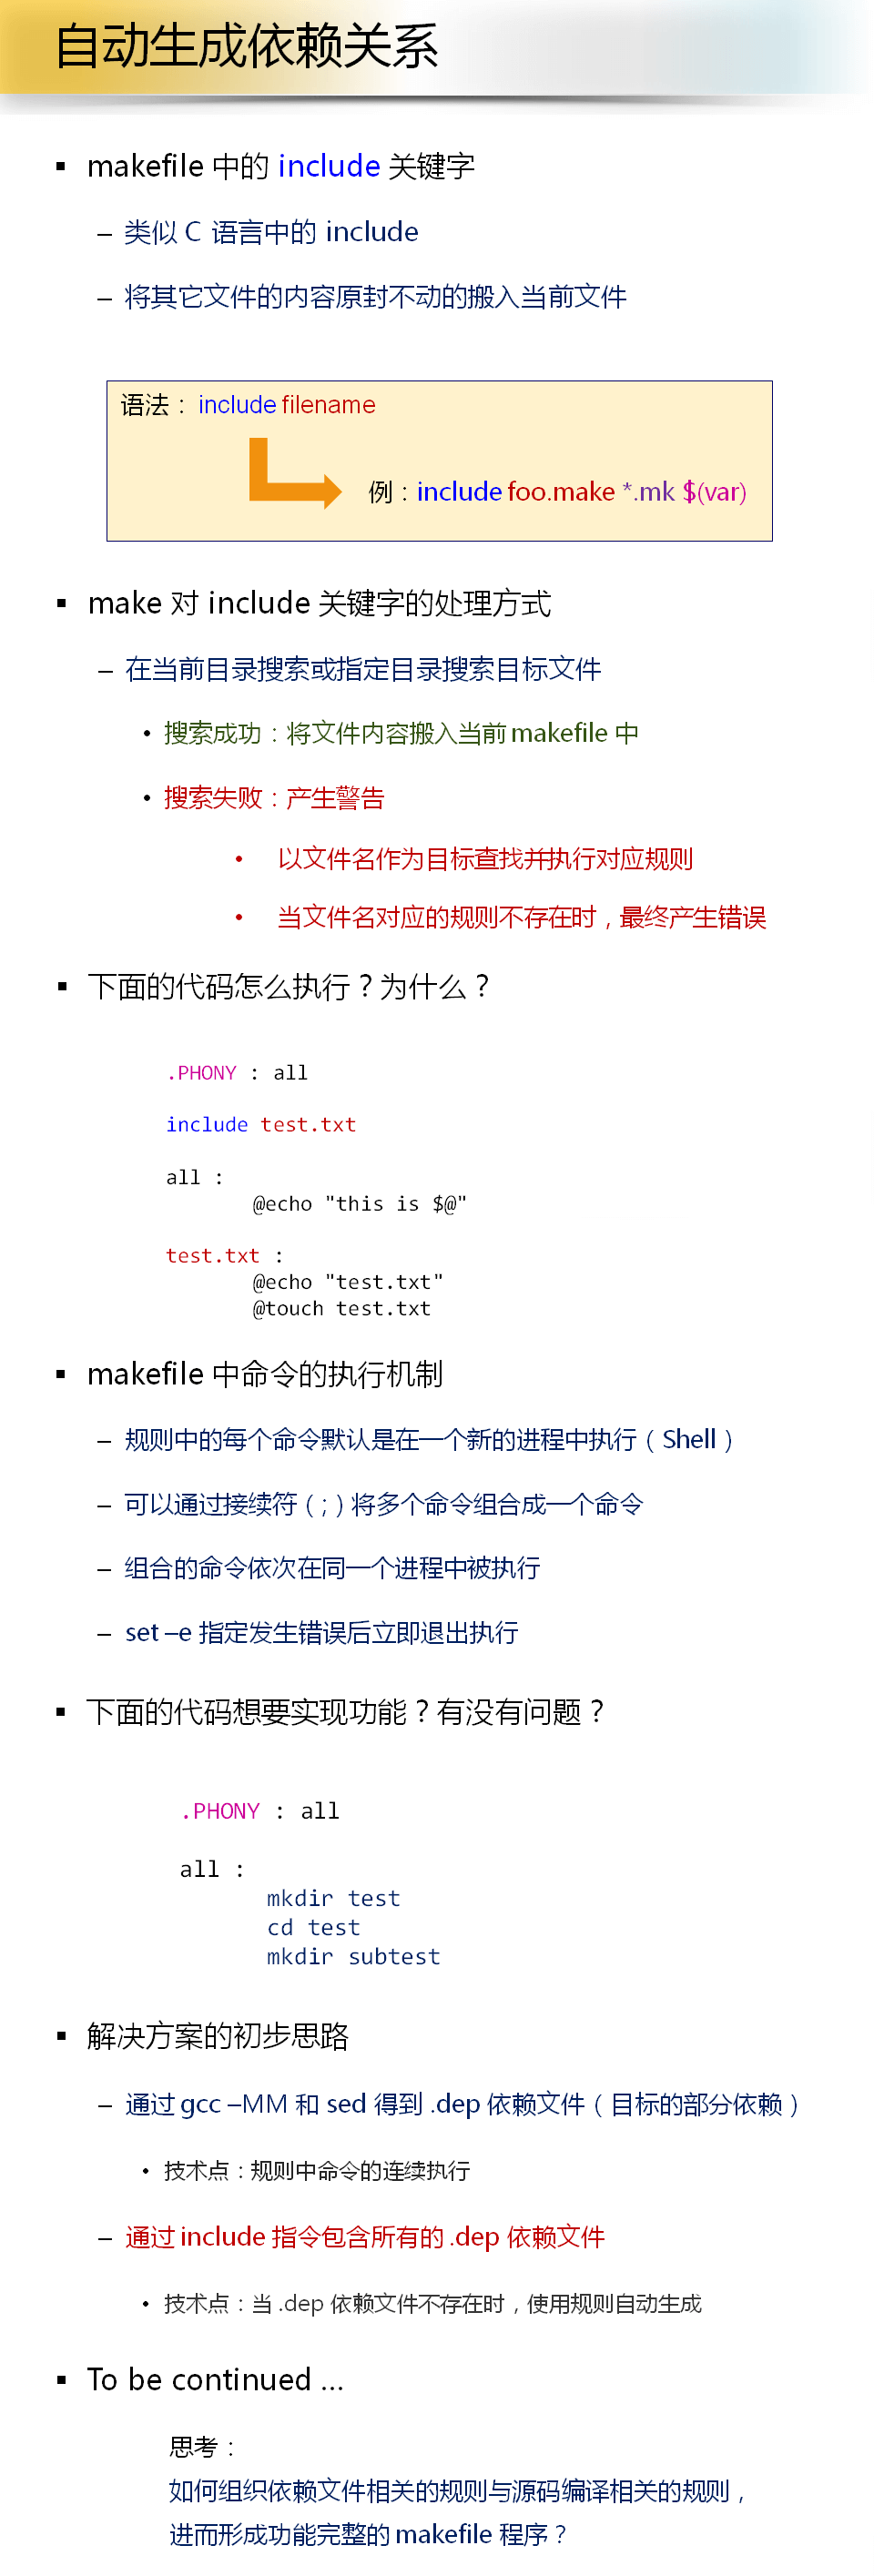 自动生成依赖关系
▪ makefile 中的 include 关键字
– 类似 C 语言中的 include
– 将其它文件的内容原封不动的搬入当前文件
语法：include filename
例：include foo.make *.mk $(var)
▪ make 对 include 关键字的处理方式
– 在当前目录搜索或指定目录搜索目标文件
• 搜索成功：将文件内容搬入当前 makefile 中
• 搜索失败：产生警告
• 以文件名作为目标查找并执行对应规则
• 当文件名对应的规则不存在时，最终产生错误
▪ 下面的代码怎么执行？为什么？
.PHONY : all
include test.txt
all :
@echo "this is $@"
test.txt :
@echo "test.txt"
@touch test.txt
▪ makefile 中命令的执行机制
– 规则中的每个命令默认是在一个新的进程中执行（Shell）
– 可以通过接续符（;）将多个命令组合成一个命令
– 组合的命令依次在同一个进程中被执行
– set –e 指定发生错误后立即退出执行
▪ 下面的代码想要实现功能？有没有问题？
.PHONY : all
all :
mkdir test
cd test
mkdir subtest
▪ 解决方案的初步思路
– 通过 gcc –MM 和 sed 得到 .dep 依赖文件（目标的部分依赖）
• 技术点：规则中命令的连续执行
– 通过 include 指令包含所有的 .dep 依赖文件
• 技术点：当 .dep 依赖文件不存在时，使用规则自动生成
▪ To be continued ...
思考：
如何组织依赖文件相关的规则与源码编译相关的规则，
进而形成功能完整的 makefile 程序？